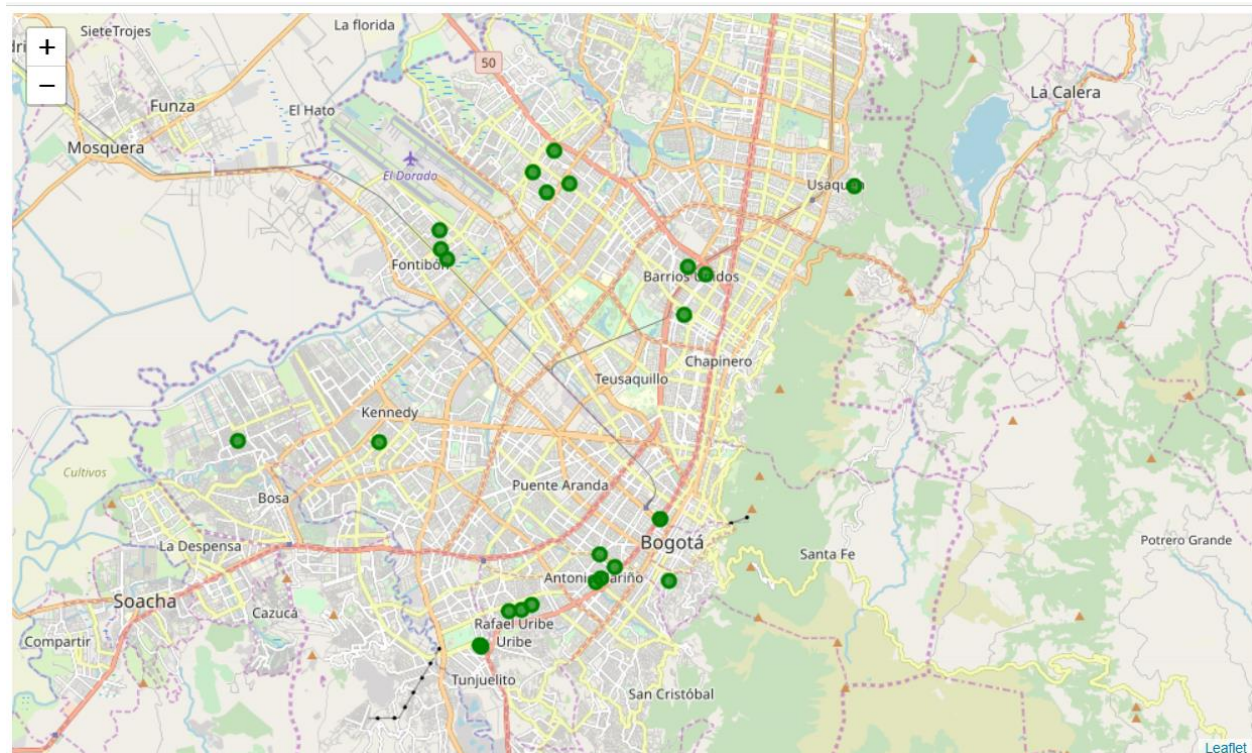 +
−
SieteTrojes
La florida
50
La Calera
Funza
El Hato
Mosquera
El Dorado
Usaquén
Fontibón
Barrios Unidos
Chapinero
Teusaquillo
Kennedy
Cultivos
Bosa
Puente Aranda
Bogotá
La Despensa
Santa Fe
Potrero Grande
Antonio Nariño
Soacha
Cazucá
Rafael Uribe
Uribe
Compartir
Tunjuelito
San Cristóbal
Leaflet